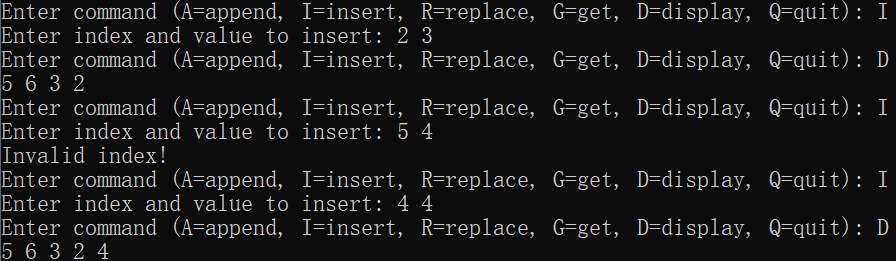 Enter command (A=append, I=insert, R=replace, G=get, D=display, Q=quit): I
Enter index and value to insert: 2 3
Enter command (A=append, I=insert, R=replace, G=get, D=display, Q=quit): D
5 6 3 2
Enter command (A=append, I=insert, R=replace, G=get, D=display, Q=quit): I
Enter index and value to insert: 5 4
Invalid index!
Enter command (A=append, I=insert, R=replace, G=get, D=display, Q=quit): I
Enter index and value to insert: 4 4
Enter command (A=append, I=insert, R=replace, G=get, D=display, Q=quit): D
5 6 3 2 4